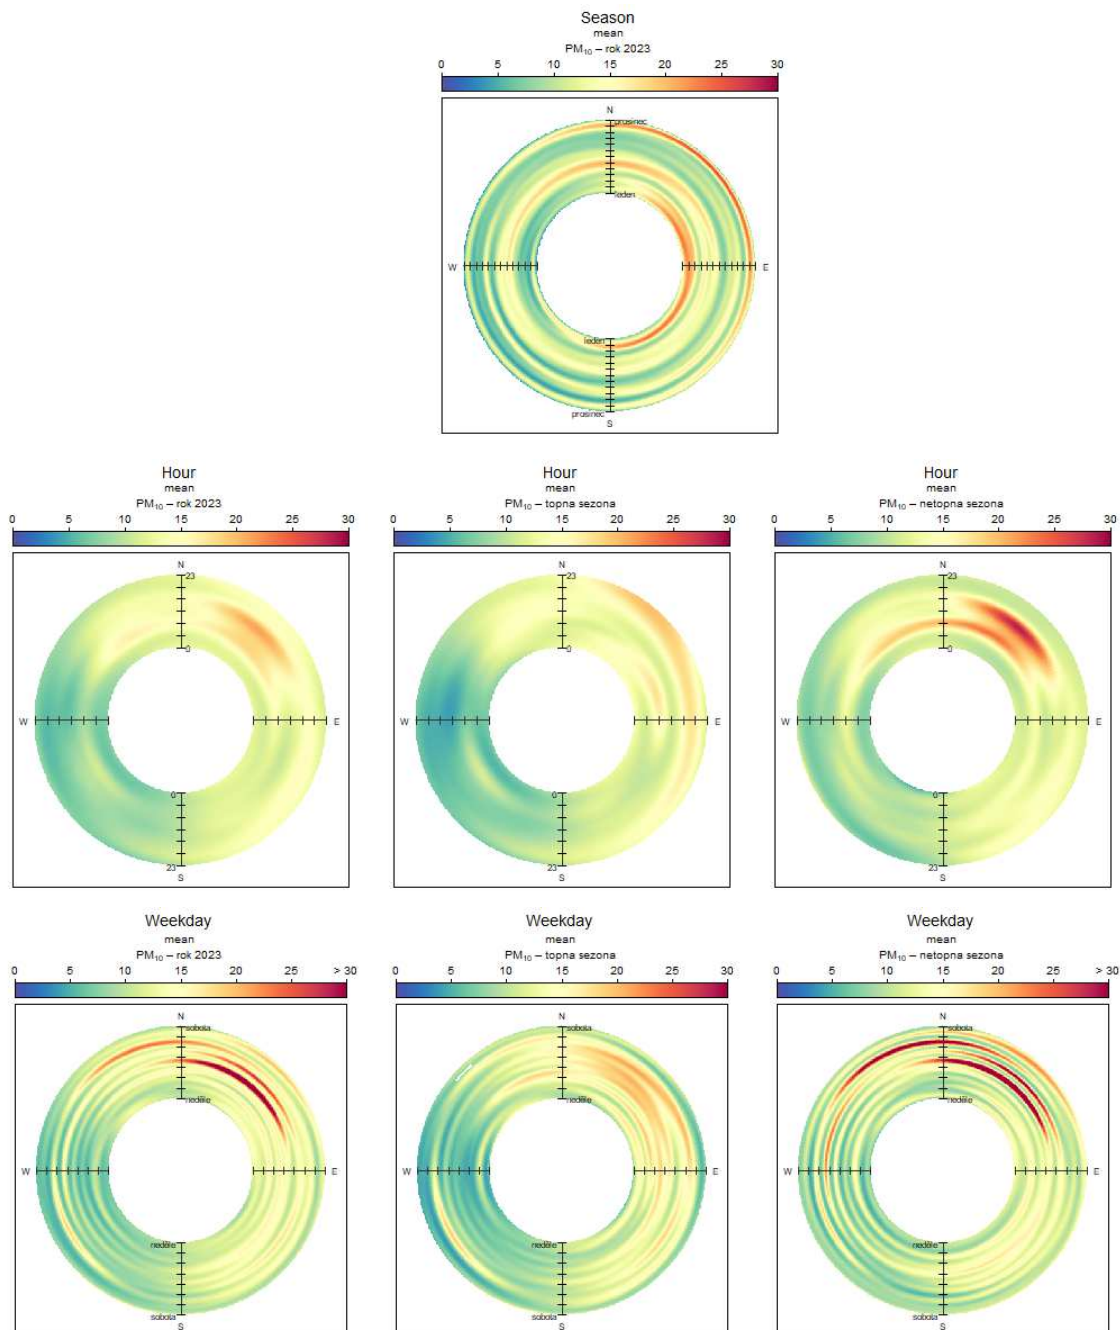 Season
mean
PM₁₀ – rok 2023
0 5 10 15 20 25 30
N
prosinec
leden
W E
leden
prosinec
S
Hour Hour Hour
mean mean mean
PM₁₀ – rok 2023 PM₁₀ – topna sezona PM₁₀ – netopna sezona
0 5 10 15 20 25 30 0 5 10 15 20 25 30 0 5 10 15 20 25 30
N N N
23 23 23
0 0 0
W E W E W E
0 0 0
23 23 23
S S S
Weekday Weekday Weekday
mean mean mean
PM₁₀ – rok 2023 PM₁₀ – topna sezona PM₁₀ – netopna sezona
0 5 10 15 20 25 > 30 0 5 10 15 20 25 30 0 5 10 15 20 25 > 30
N N N
sobota sobota sobota
neděle neděle neděle
W E W E W E
neděle neděle neděle
sobota sobota sobota
S S S